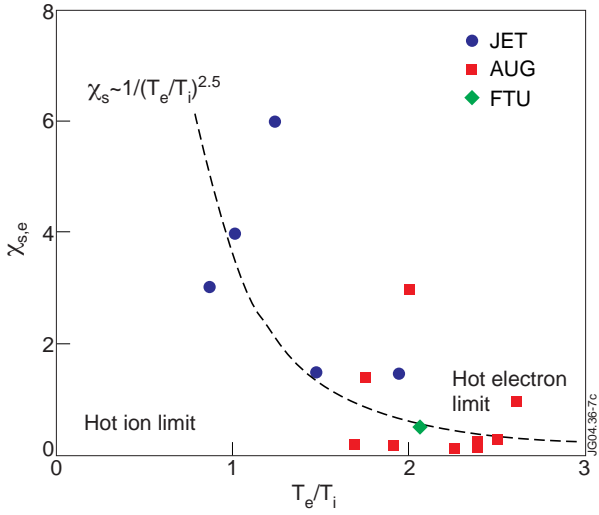 8
JET
AUG
FTU
χs~1/(Te/Ti)2.5
6
χs,e
4
2
Hot electron
limit
Hot ion limit
0
0
1
2
3
Te/Ti
JG04.36-7c